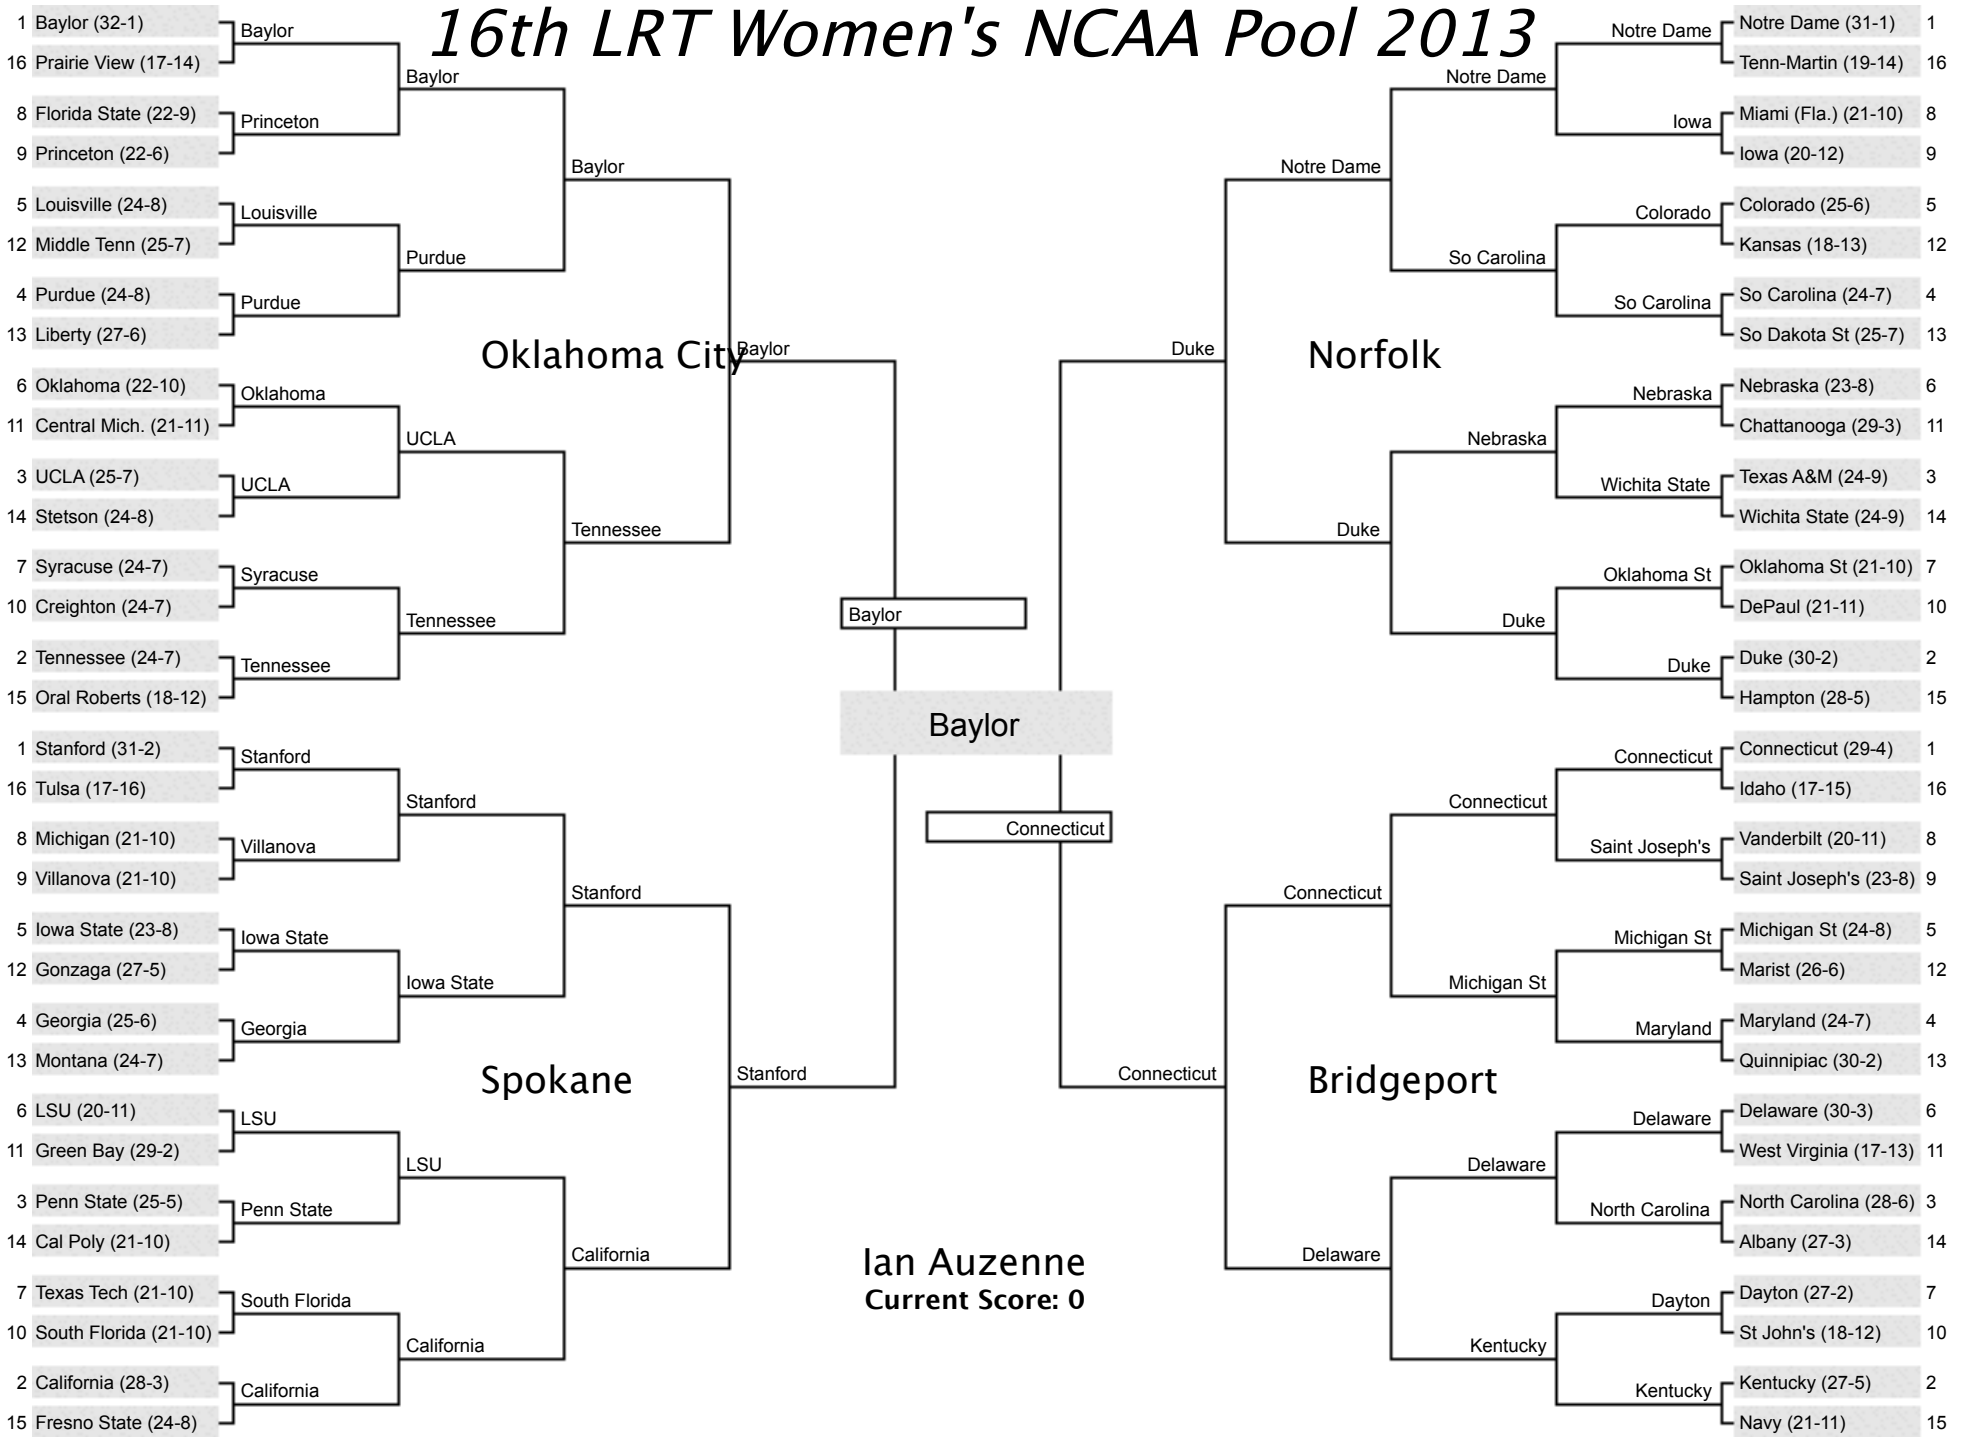 16th LRT Women's NCAA Pool 2013
1 Baylor (32-1)
16 Prairie View (17-14)
8 Florida State (22-9)
9 Princeton (22-6)
5 Louisville (24-8)
12 Middle Tenn (25-7)
4 Purdue (24-8)
13 Liberty (27-6)
6 Oklahoma (22-10)
11 Central Mich. (21-11)
3 UCLA (25-7)
14 Stetson (24-8)
7 Syracuse (24-7)
10 Creighton (24-7)
2 Tennessee (24-7)
15 Oral Roberts (18-12)
Baylor
Princeton
Louisville
Purdue
Oklahoma
UCLA
Syracuse
Tennessee
Baylor
Purdue
UCLA
Tennessee
Baylor
Tennessee
Oklahoma City
Baylor
1 Stanford (31-2)
16 Tulsa (17-16)
8 Michigan (21-10)
9 Villanova (21-10)
5 Iowa State (23-8)
12 Gonzaga (27-5)
4 Georgia (25-6)
13 Montana (24-7)
6 LSU (20-11)
11 Green Bay (29-2)
3 Penn State (25-5)
14 Cal Poly (21-10)
7 Texas Tech (21-10)
10 South Florida (21-10)
2 California (28-3)
15 Fresno State (24-8)
Stanford
Villanova
Iowa State
Georgia
LSU
Penn State
South Florida
California
Stanford
Iowa State
LSU
California
Stanford
California
Spokane
Stanford
Baylor
Baylor
Connecticut
Ian Auzenne
Current Score: 0
Duke
Norfolk
Notre Dame
Duke
Notre Dame
So Carolina
Nebraska
Duke
Notre Dame
Iowa
Colorado
So Carolina
Nebraska
Wichita State
Oklahoma St
Duke
Notre Dame (31-1) 1
Tenn-Martin (19-14) 16
Miami (Fla.) (21-10) 8
Iowa (20-12) 9
Colorado (25-6) 5
Kansas (18-13) 12
So Carolina (24-7) 4
So Dakota St (25-7) 13
Nebraska (23-8) 6
Chattanooga (29-3) 11
Texas A&M (24-9) 3
Wichita State (24-9) 14
Oklahoma St (21-10) 7
DePaul (21-11) 10
Duke (30-2) 2
Hampton (28-5) 15
Connecticut
Bridgeport
Connecticut
Delaware
Connecticut
Michigan St
Delaware
Kentucky
Connecticut
Saint Joseph's
Michigan St
Maryland
Delaware
North Carolina
Dayton
Kentucky
Connecticut (29-4) 1
Idaho (17-15) 16
Vanderbilt (20-11) 8
Saint Joseph's (23-8) 9
Michigan St (24-8) 5
Marist (26-6) 12
Maryland (24-7) 4
Quinnipiac (30-2) 13
Delaware (30-3) 6
West Virginia (17-13) 11
North Carolina (28-6) 3
Albany (27-3) 14
Dayton (27-2) 7
St John's (18-12) 10
Kentucky (27-5) 2
Navy (21-11) 15